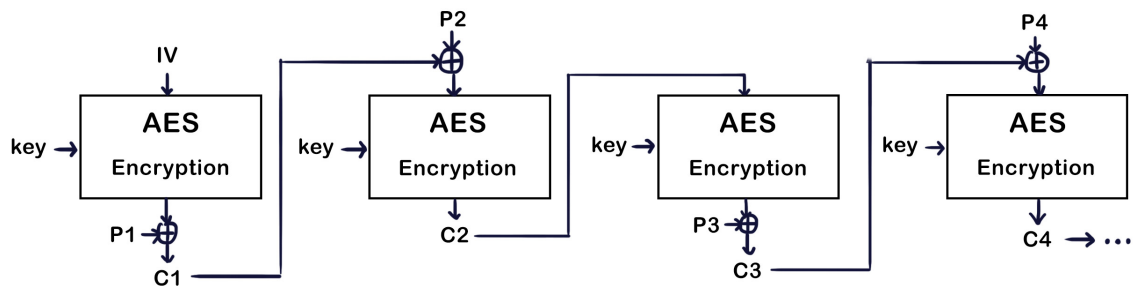 IV
key
AES
Encryption
P1
C1
P2
key
AES
Encryption
C2
key
AES
Encryption
P3
C3
P4
key
AES
Encryption
C4
...